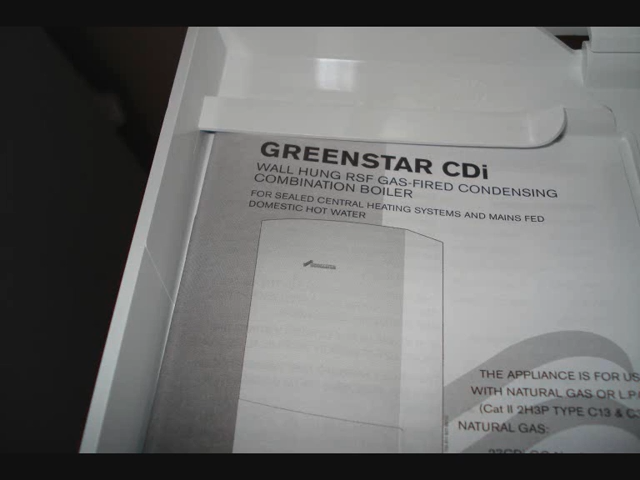 GREENSTAR CDi
WALL HUNG RSF GAS-FIRED CONDENSING
COMBINATION BOILER
FOR SEALED CENTRAL HEATING SYSTEMS AND MAINS FED
DOMESTIC HOT WATER
THE APPLIANCE IS FOR US
WITH NATURAL GAS OR L.P.
(Cat II 2H3P TYPE C13 &
NATURAL GAS: